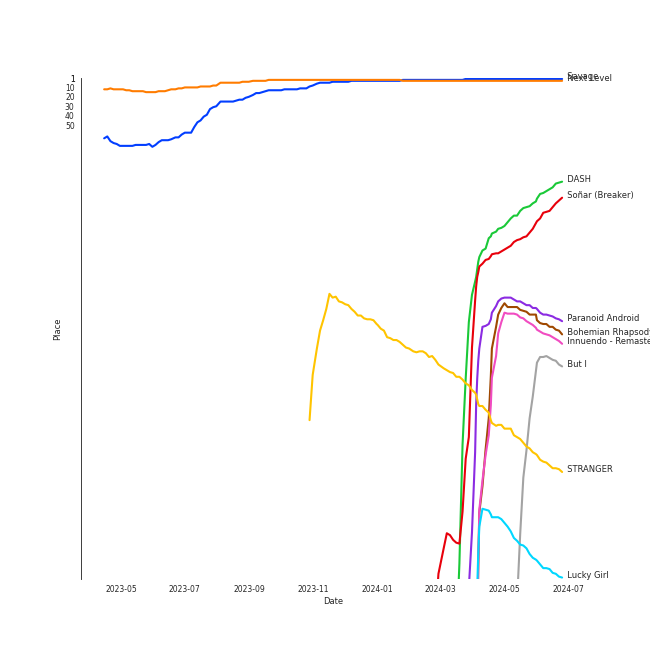 1
10
20
30
40
50
Place
Savage
Next Level
DASH
Soñar (Breaker)
Paranoid Android
Bohemian Rhapsody
Innuendo - Remaste
But I
STRANGER
Lucky Girl
2023-05
2023-07
2023-09
2023-11
2024-01
2024-03
2024-05
2024-07
Date